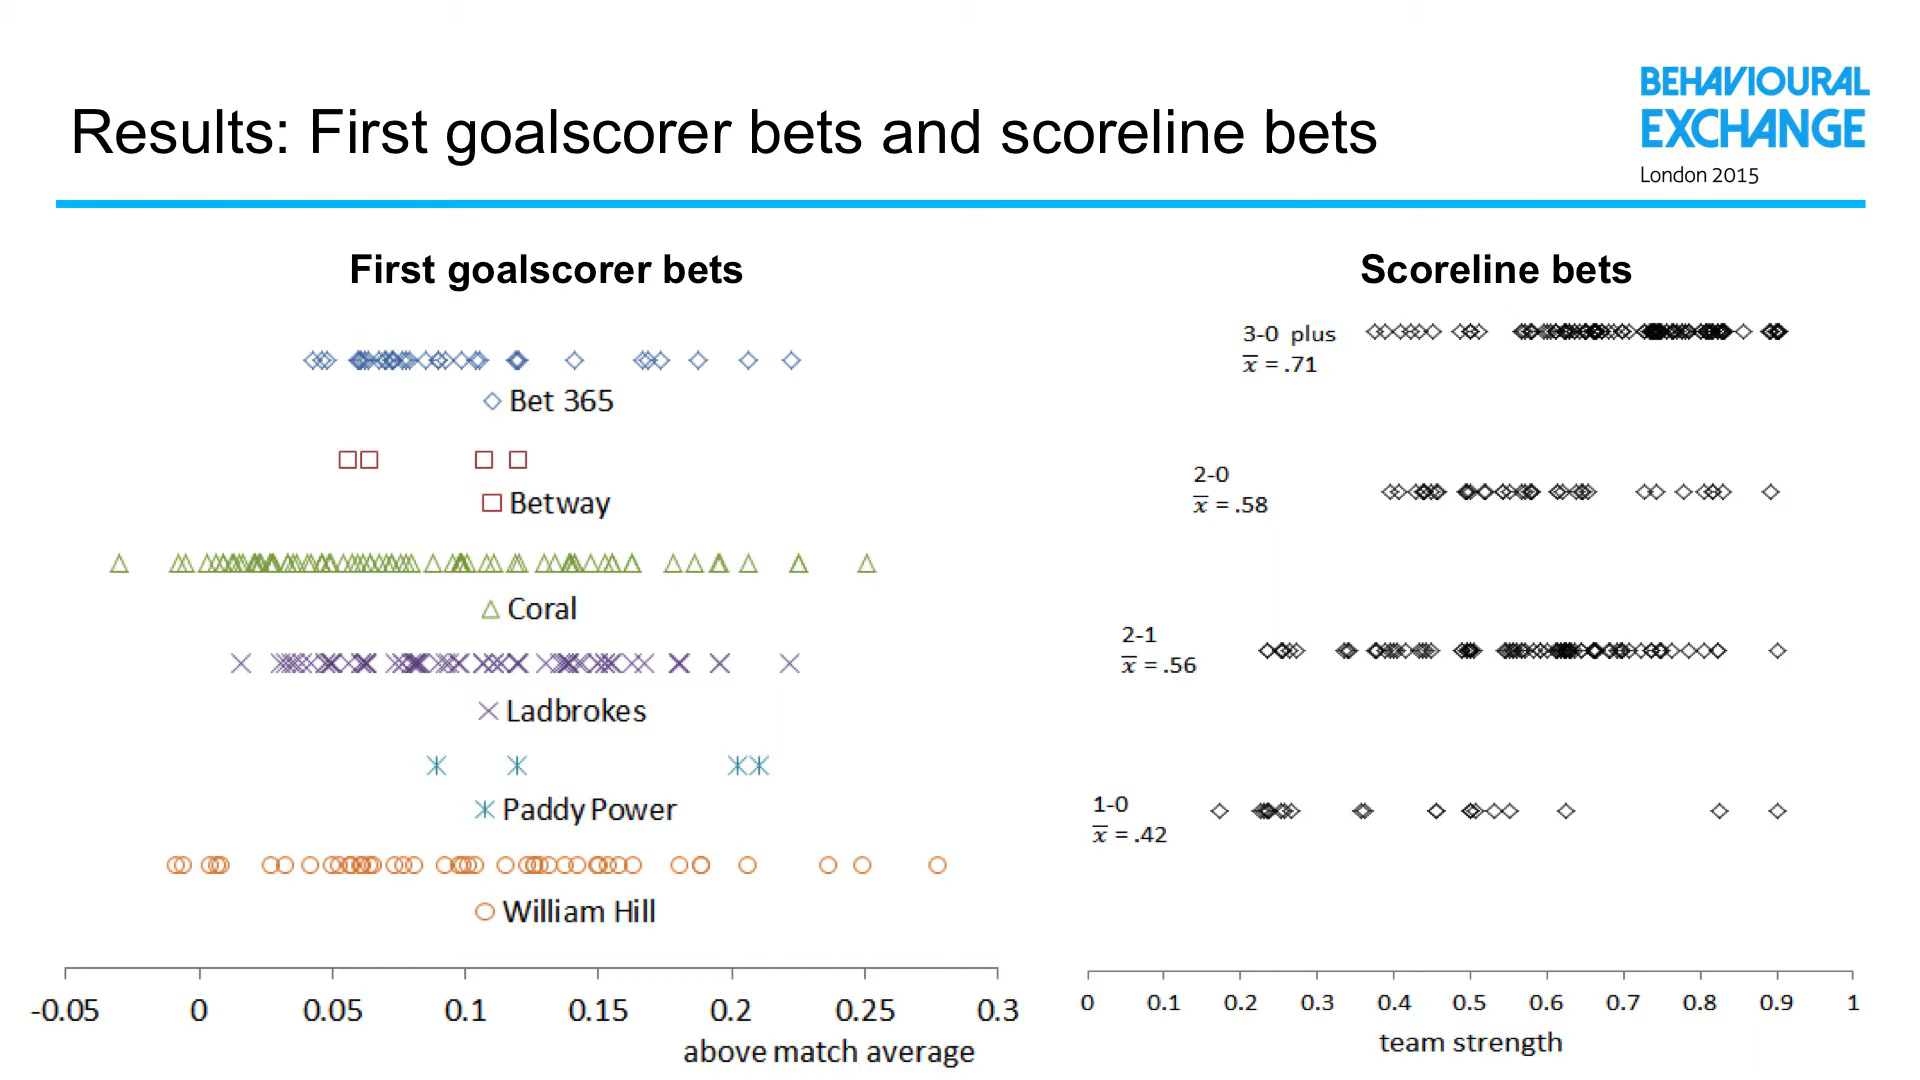 BEHAVIOURAL
EXCHANGE
London 2015
Results: First goalscorer bets and scoreline bets
First goalscorer bets
Bet 365
Betway
Coral
Ladbrokes
Paddy Power
William Hill
-0.05 0 0.05 0.1 0.15 0.2 0.25 0.3
above match average
Scoreline bets
3-0 plus
x̅ = .71
2-0
x̅ = .58
2-1
x̅ = .56
1-0
x̅ = .42
0 0.1 0.2 0.3 0.4 0.5 0.6 0.7 0.8 0.9 1
team strength